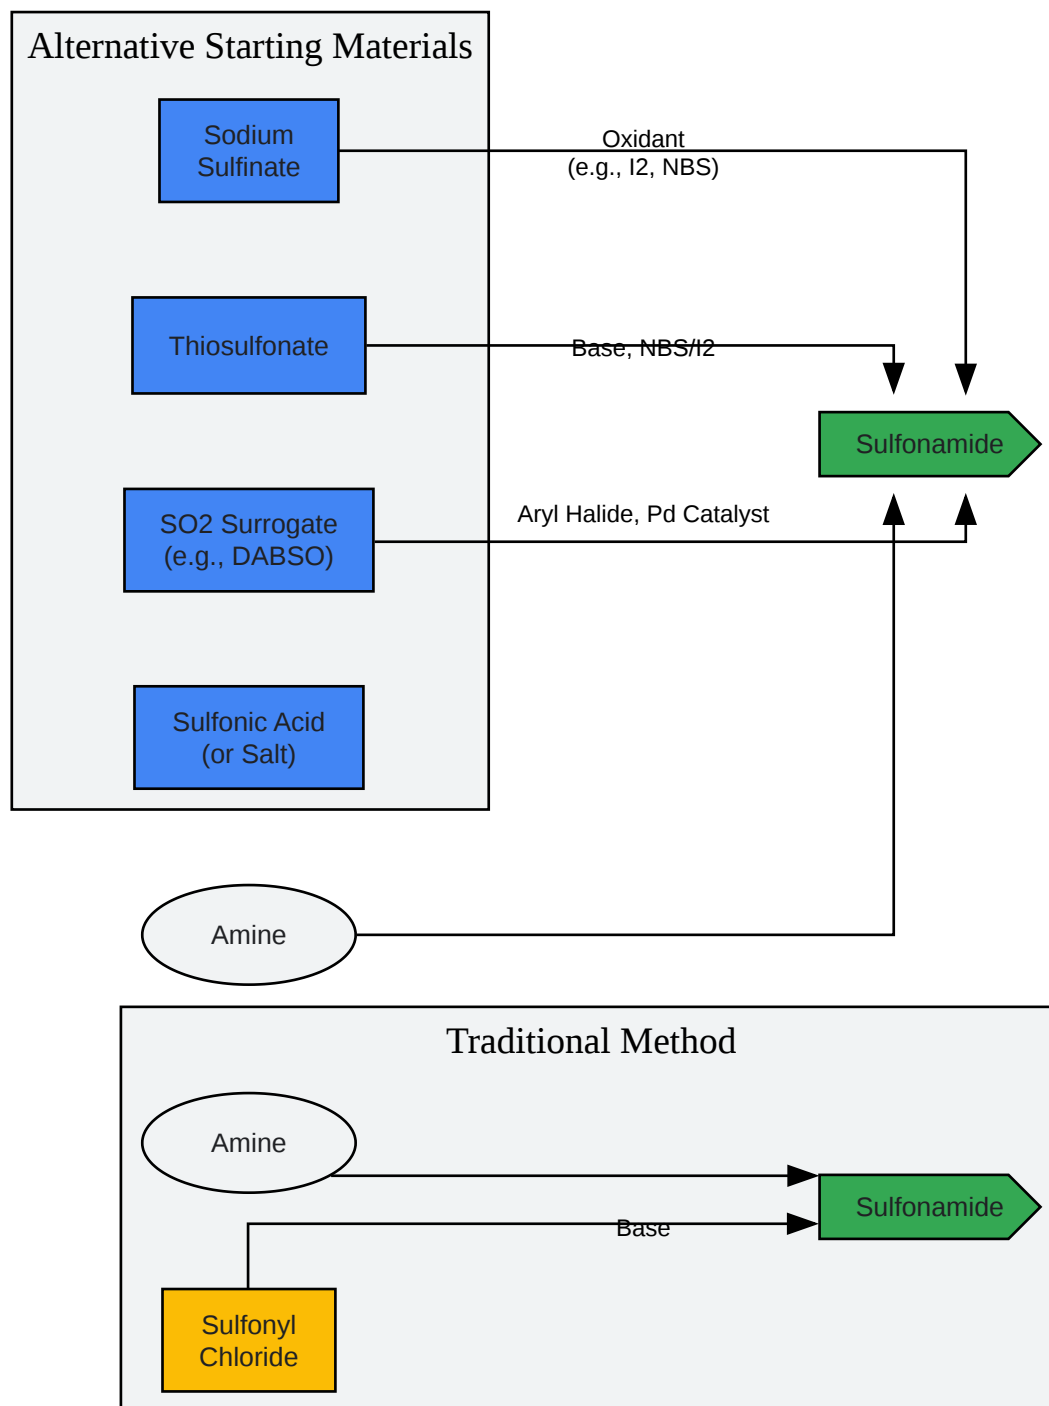 Alternative Starting Materials
Sodium
Sulfinate
Oxidant
(e.g., I2, NBS)
Thiosulfonate
Base, NBS/I2
Sulfonamide
SO2 Surrogate
(e.g., DABSO)
Aryl Halide, Pd Catalyst
Sulfonic Acid
(or Salt)
Amine
Traditional Method
Amine
Sulfonamide
Base
Sulfonyl
Chloride